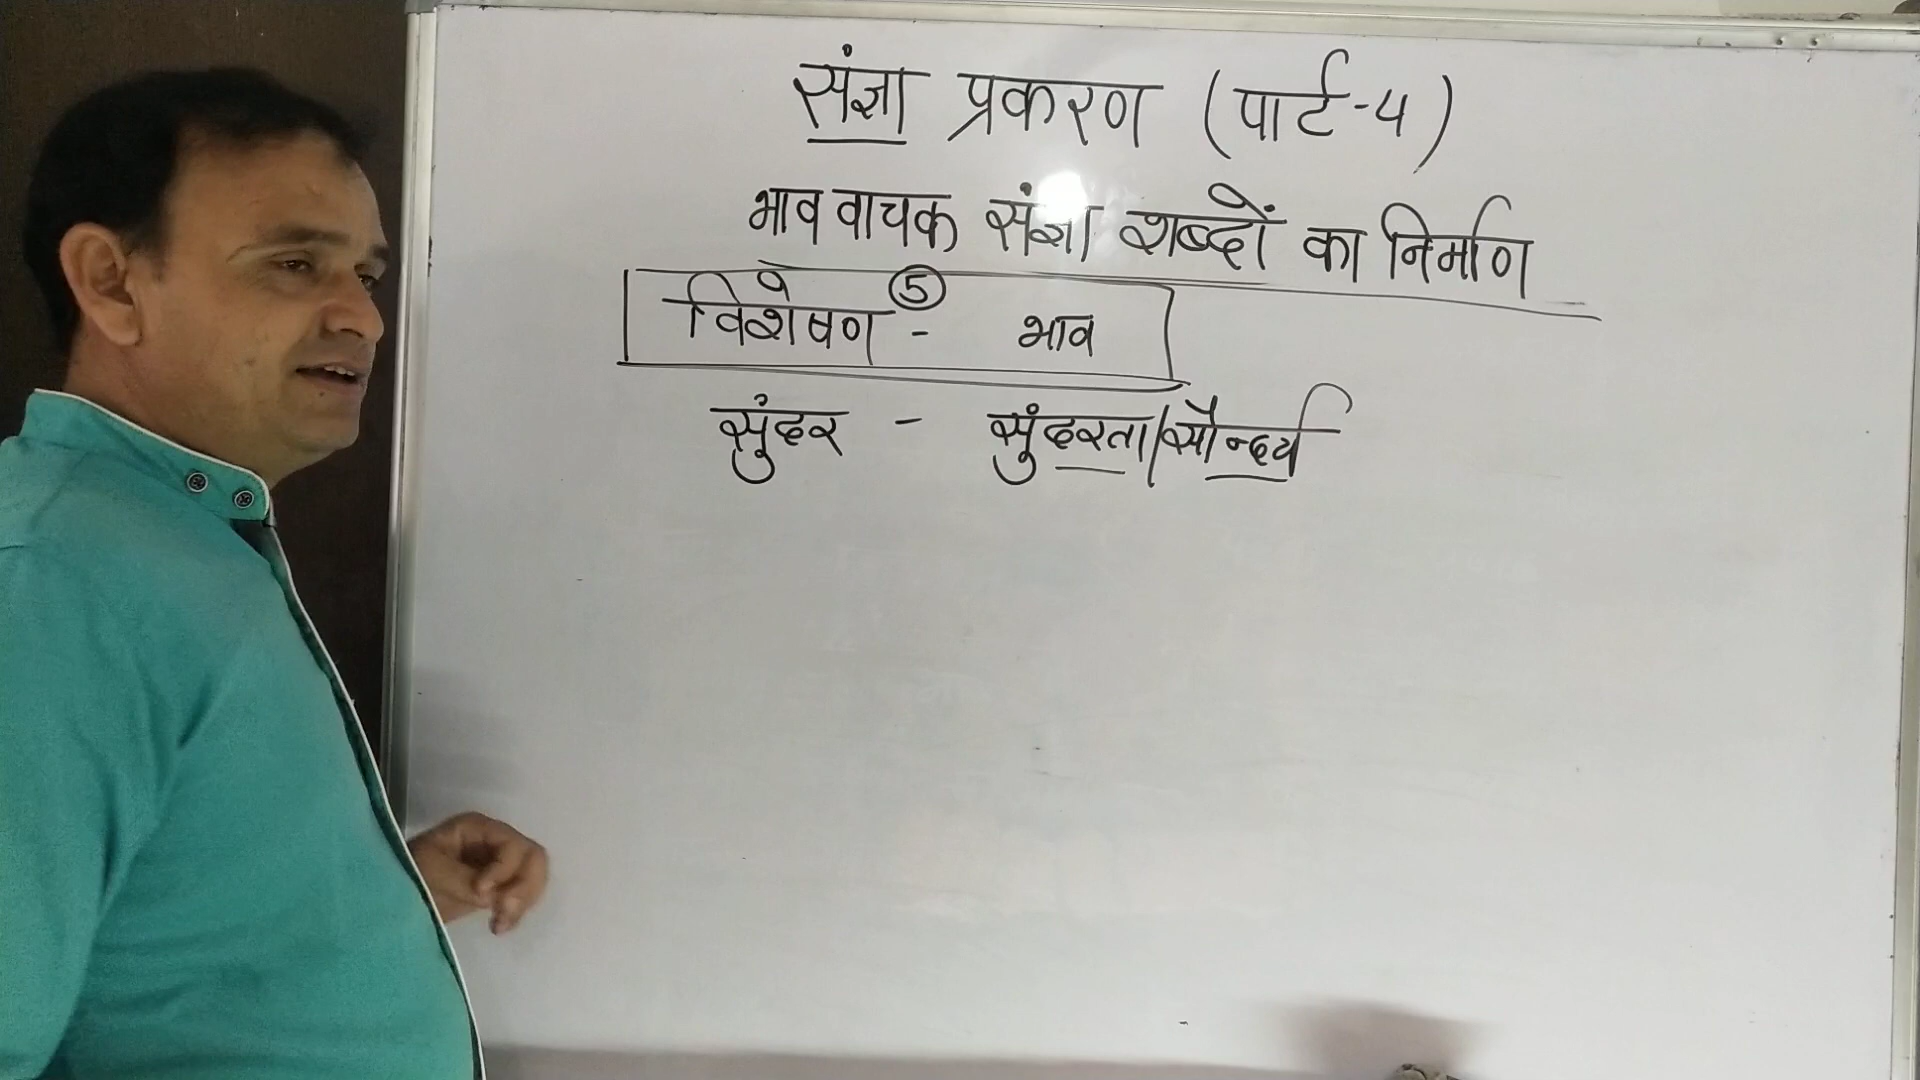 संज्ञा प्रकरण (पार्ट-4)
भाववाचक संज्ञा शब्दों का निर्माण
विशेषण - ⑤ भाव
सुंदर - सुंदरता/सौन्दर्य